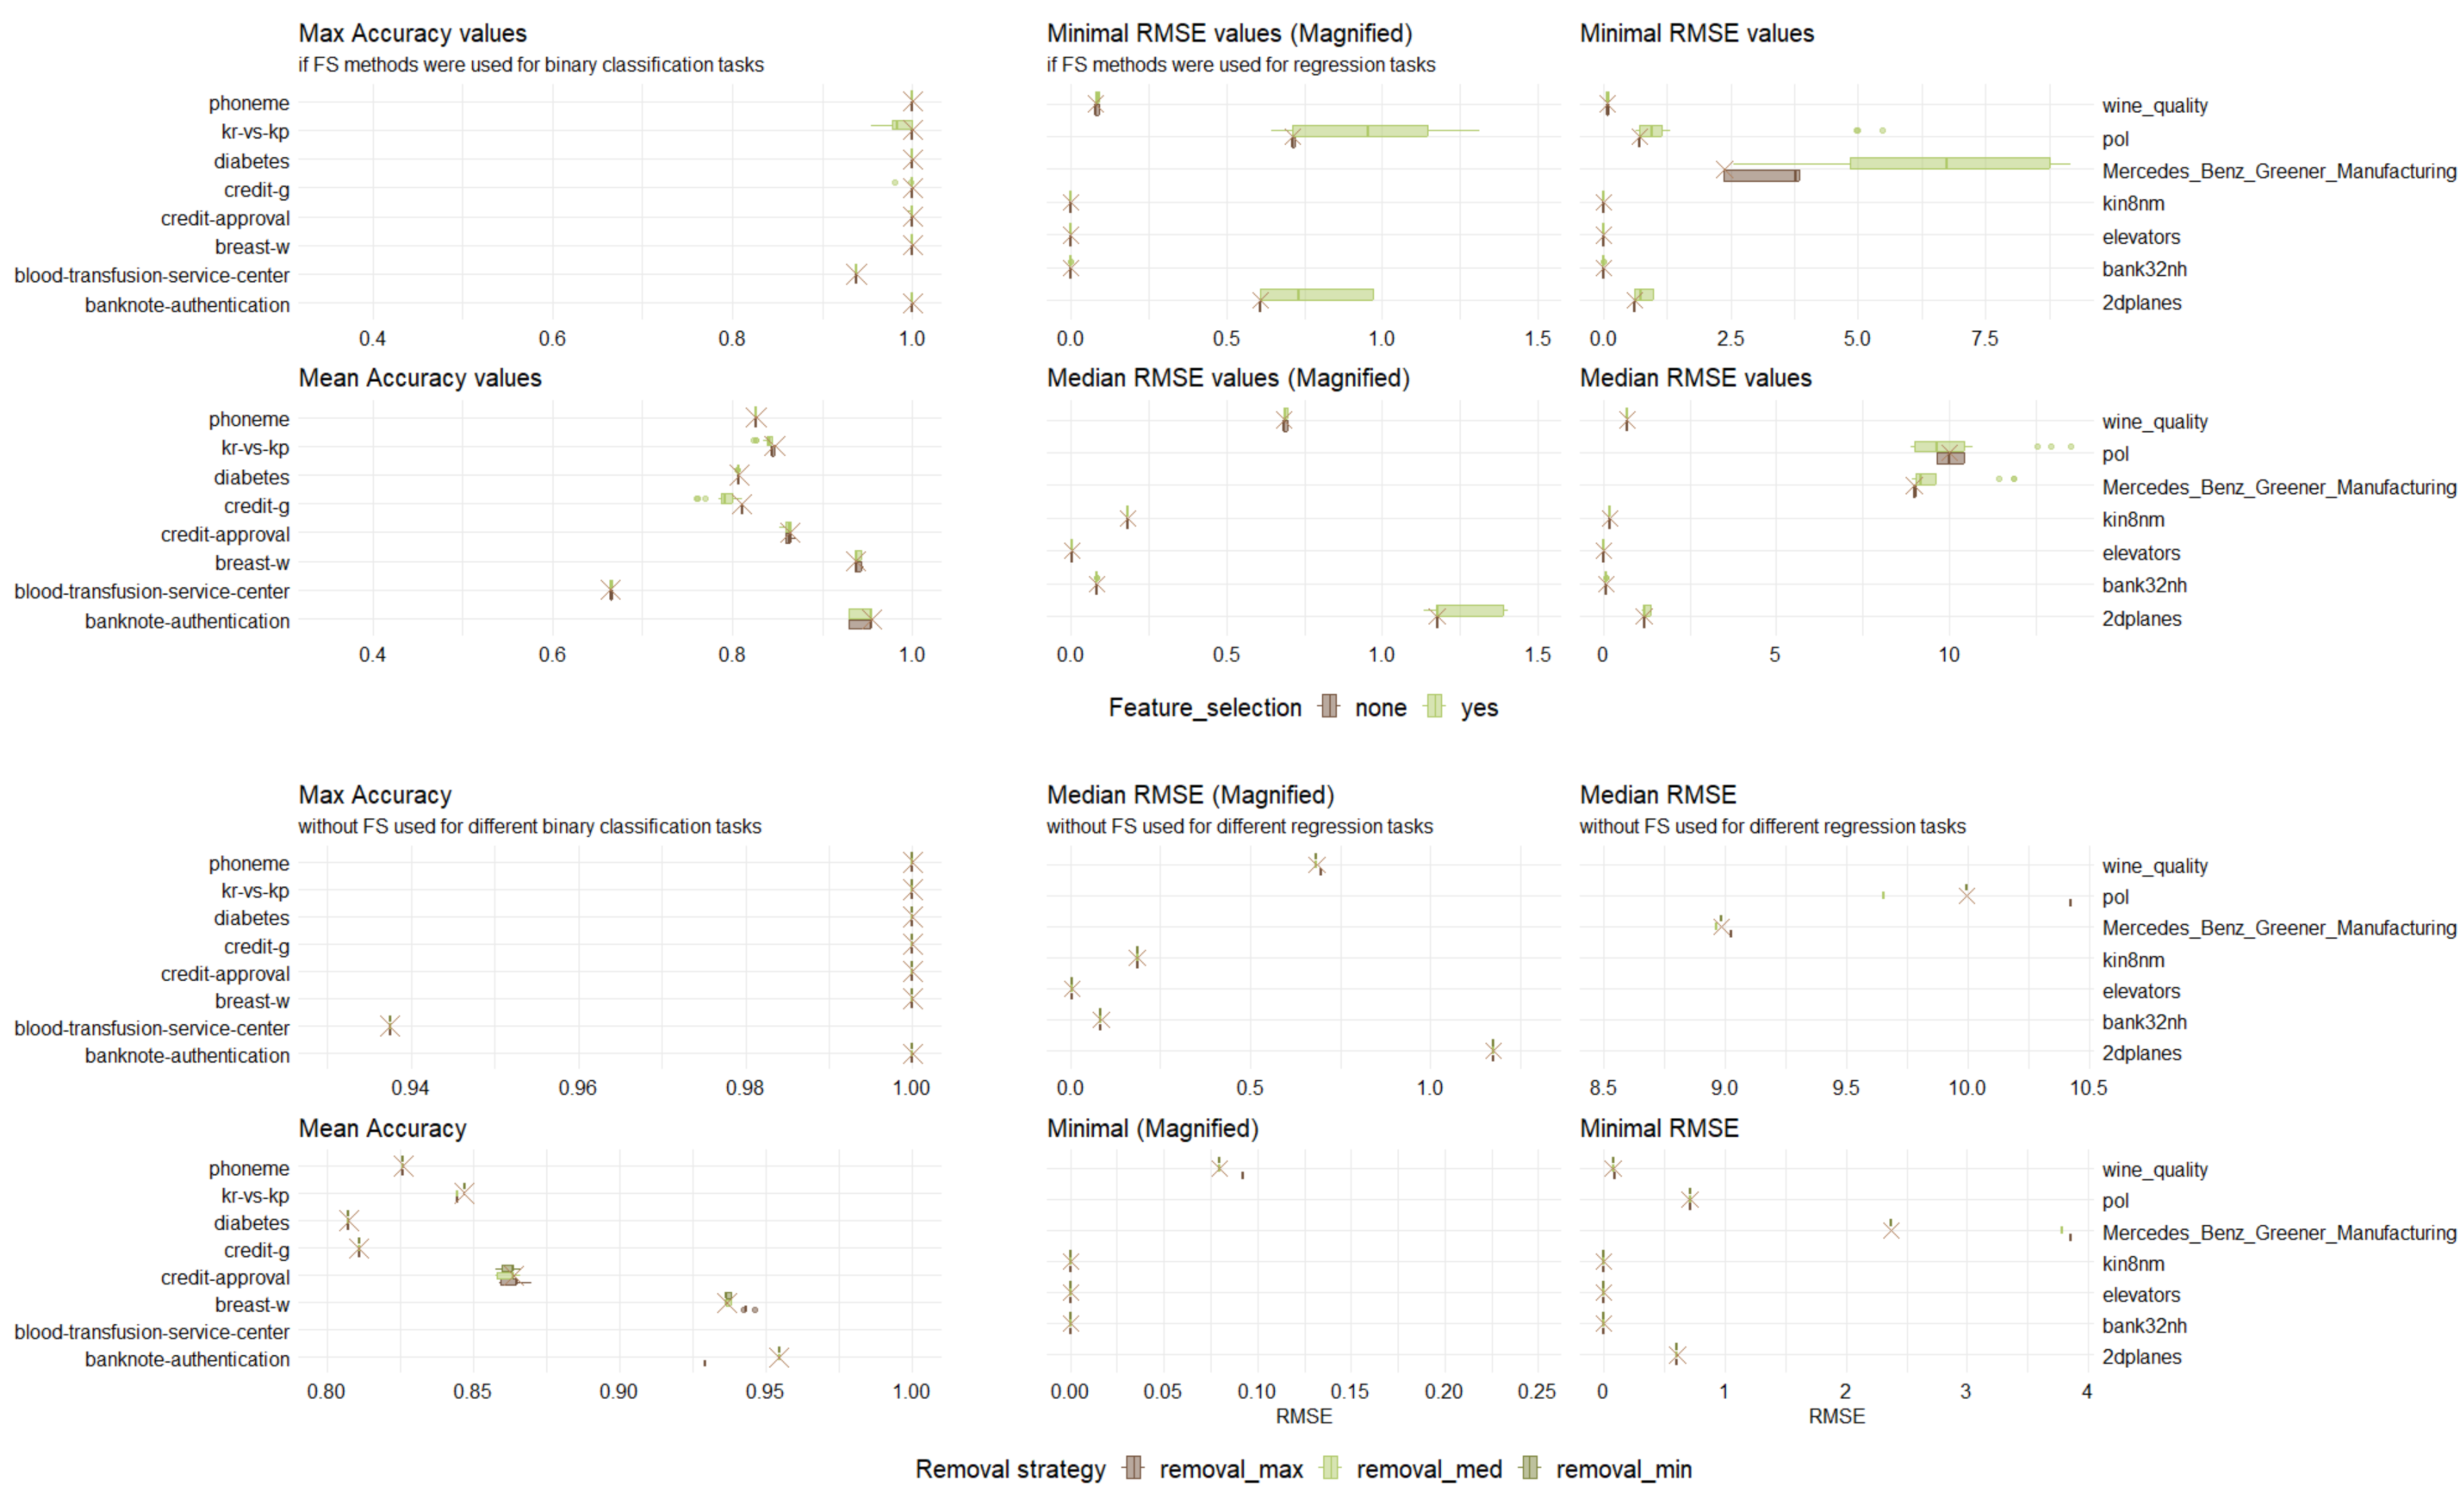 Max Accuracy values
if FS methods were used for binary classification tasks
phoneme
kr-vs-kp
diabetes
credit-g
credit-approval
breast-w
blood-transfusion-service-center
banknote-authentication
0.4 0.6 0.8 1.0
Minimal RMSE values (Magnified)
if FS methods were used for regression tasks
0.0 0.5 1.0 1.5
Minimal RMSE values
wine_quality
pol
Mercedes_Benz_Greener_Manufacturing
kin8nm
elevators
bank32nh
2dplanes
0.0 2.5 5.0 7.5
Mean Accuracy values
phoneme
kr-vs-kp
diabetes
credit-g
credit-approval
breast-w
blood-transfusion-service-center
banknote-authentication
0.4 0.6 0.8 1.0
Median RMSE values (Magnified)
0.0 0.5 1.0 1.5
Median RMSE values
wine_quality
pol
Mercedes_Benz_Greener_Manufacturing
kin8nm
elevators
bank32nh
2dplanes
0 5 10
Feature_selection none yes
Max Accuracy
without FS used for different binary classification tasks
phoneme
kr-vs-kp
diabetes
credit-g
credit-approval
breast-w
blood-transfusion-service-center
banknote-authentication
0.94 0.96 0.98 1.00
Median RMSE (Magnified)
without FS used for different regression tasks
0.0 0.5 1.0
Median RMSE
without FS used for different regression tasks
wine_quality
pol
Mercedes_Benz_Greener_Manufacturing
kin8nm
elevators
bank32nh
2dplanes
8.5 9.0 9.5 10.0 10.5
Mean Accuracy
phoneme
kr-vs-kp
diabetes
credit-g
credit-approval
breast-w
blood-transfusion-service-center
banknote-authentication
0.80 0.85 0.90 0.95 1.00
Minimal (Magnified)
0.00 0.05 0.10 0.15 0.20 0.25
RMSE
Minimal RMSE
wine_quality
pol
Mercedes_Benz_Greener_Manufacturing
kin8nm
elevators
bank32nh
2dplanes
0 1 2 3 4
RMSE
Removal strategy removal_max removal_med removal_min